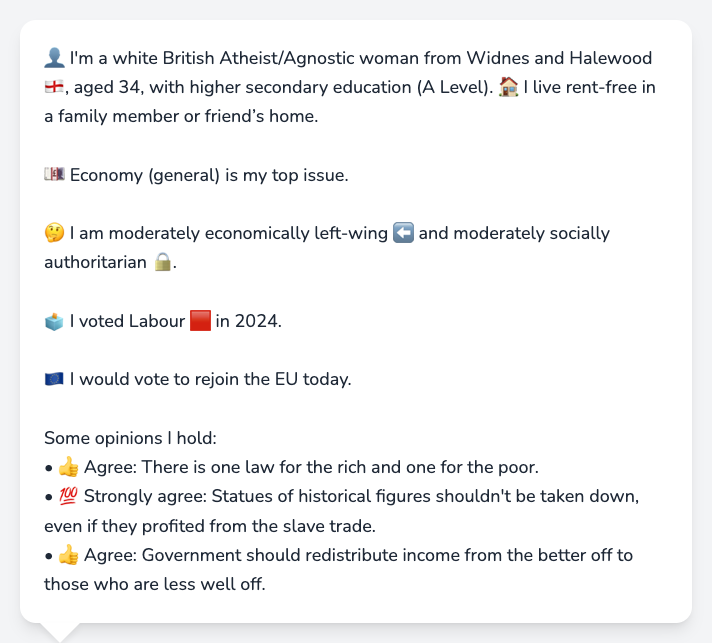 👤 I'm a white British Atheist/Agnostic woman from Widnes and Halewood
🏴󠁧󠁢󠁥󠁮󠁧󠁿, aged 34, with higher secondary education (A Level). 🏠 I live rent-free in
a family member or friend’s home.
💷 Economy (general) is my top issue.
🤔 I am moderately economically left-wing ⬅️ and moderately socially
authoritarian 🔒.
🗳️ I voted Labour 🟥 in 2024.
🇪🇺 I would vote to rejoin the EU today.
Some opinions I hold:
• 👍 Agree: There is one law for the rich and one for the poor.
• 💯 Strongly agree: Statues of historical figures shouldn't be taken down,
even if they profited from the slave trade.
• 👍 Agree: Government should redistribute income from the better off to
those who are less well off.